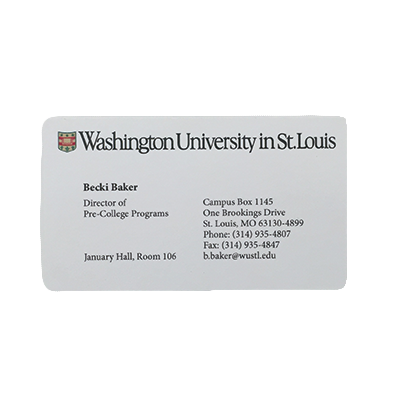 Washington University in St. Louis
Becki Baker
Director of
Pre-College Programs
January Hall, Room 106
Campus Box 1145
One Brookings Drive
St. Louis, MO 63130-4899
Phone: (314) 935-4807
Fax: (314) 935-4847
b.baker@wustl.edu